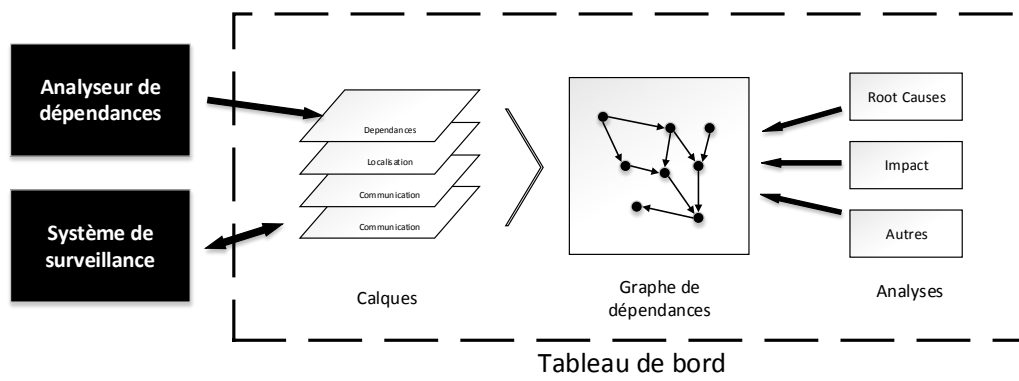 Analyseur de
dépendances
Système de
surveillance
Dependances
Localisation
Communication
Communication
Calques
Graphe de
dépendances
Root Causes
Impact
Autres
Analyses
Tableau de bord